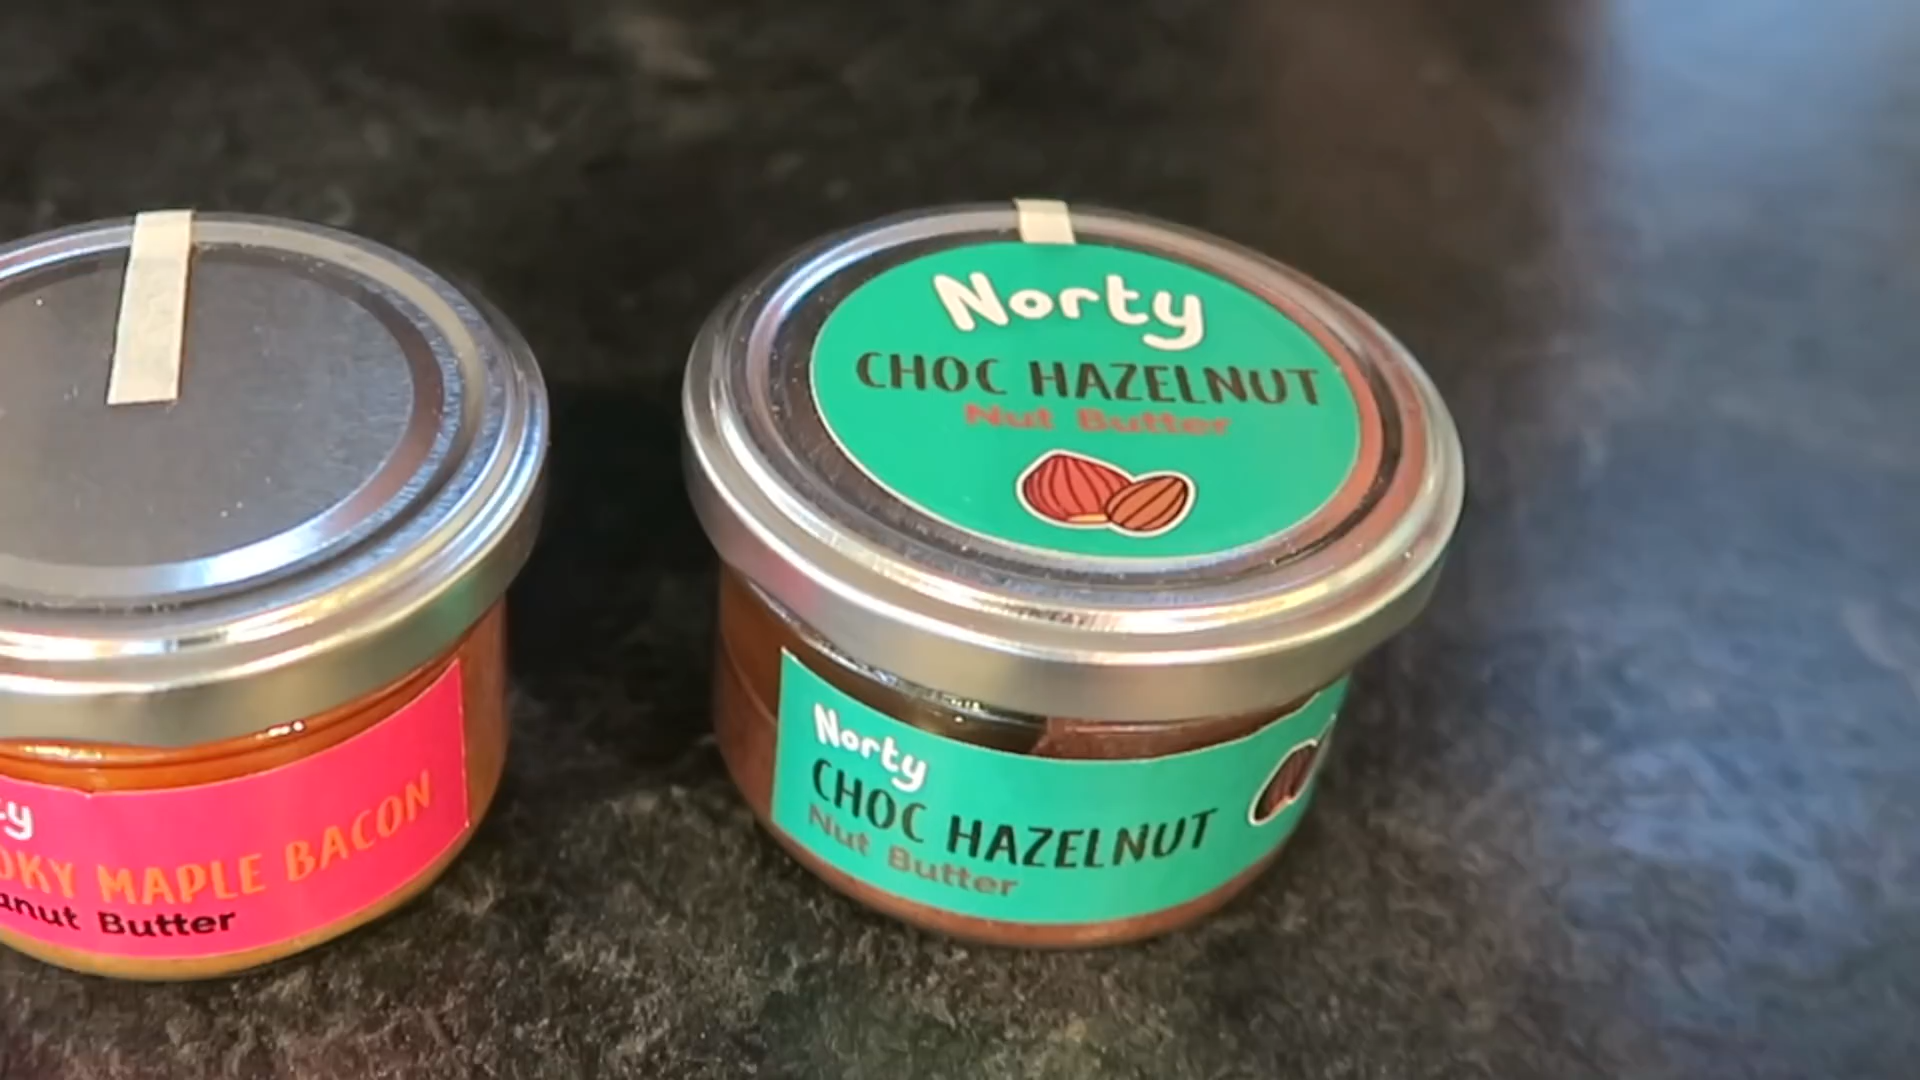 Norty
CHOC HAZELNUT
Nut Butter
Norty
CHOC HAZELNUT
Nut Butter
MAPLE BACON
Butter